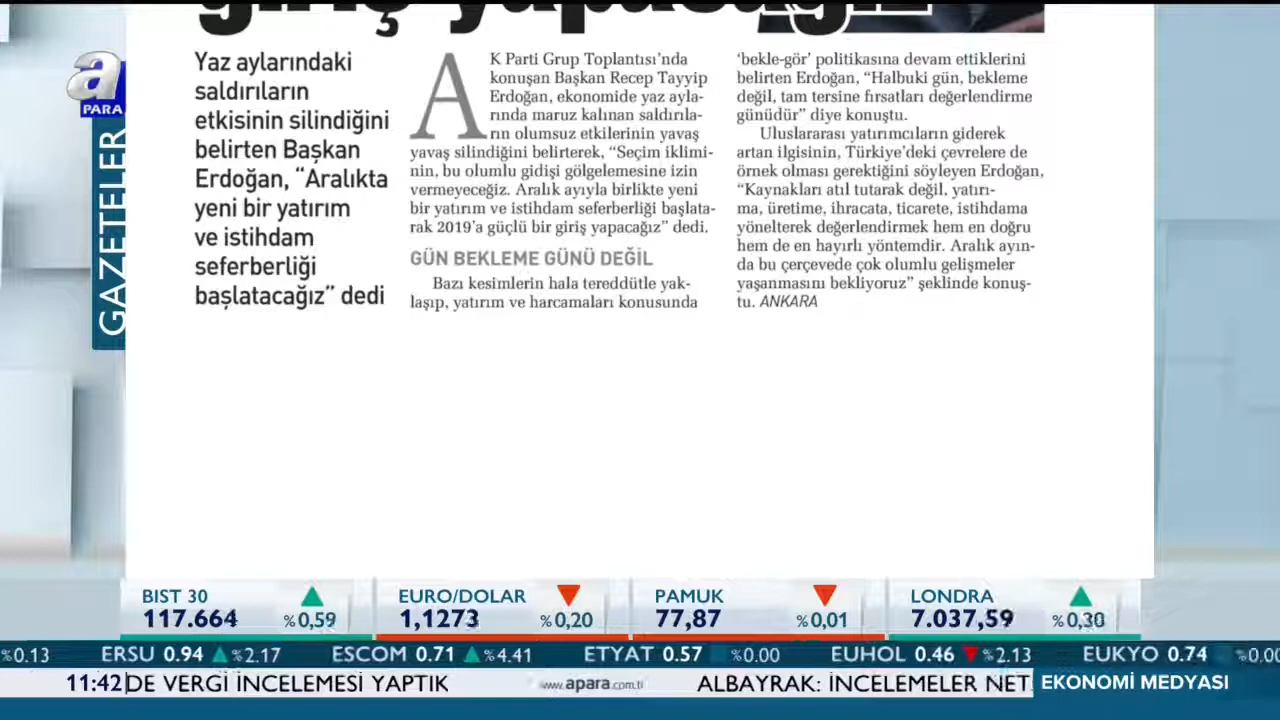 giriş yapacağız
a
PARA
GAZETELER
Yaz aylarındaki
saldırıların
etkisinin silindiğini
belirten Başkan
Erdoğan, “Aralıkta
yeni bir yatırım
ve istihdam
seferberliği
başlatacağız” dedi
AK Parti Grup Toplantısı’nda
konuşan Başkan Recep Tayyip
Erdoğan, ekonomide yaz ayla-
rında maruz kalınan saldırıla-
rın olumsuz etkilerinin yavaş
yavaş silindiğini belirterek, “Seçim iklimi-
nin, bu olumlu gidişi gölgelemesine izin
vermeyeceğiz. Aralık ayıyla birlikte yeni
bir yatırım ve istihdam seferberliği başlata-
rak 2019’a güçlü bir giriş yapacağız” dedi.
GÜN BEKLEME GÜNÜ DEĞİL
Bazı kesimlerin hala tereddütle yak-
laşıp, yatırım ve harcamaları konusunda
‘bekle-gör’ politikasına devam ettiklerini
belirten Erdoğan, “Halbuki gün, bekleme
değil, tam tersine fırsatları değerlendirme
günüdür” diye konuştu.
Uluslararası yatırımcıların giderek
artan ilgisinin, Türkiye’deki çevrelere de
örnek olması gerektiğini söyleyen Erdoğan,
“Kaynakları atıl tutarak değil, yatırı-
ma, üretime, ihracata, ticarete, istihdama
yönelterek değerlendirmek hem en doğru
hem de en hayırlı yöntemdir. Aralık ayın-
da bu çerçevede çok olumlu gelişmeler
yaşanmasını bekliyoruz” şeklinde konuş-
tu. ANKARA
BIST 30
117.664 %0,59
EURO/DOLAR
1,1273 %0,20
PAMUK
77,87 %0,01
LONDRA
7.037,59 %0,30
%0.13 ERSU 0.94 %2.17 ESCOM 0.71 %4.41 ETYAT 0.57 %0.00 EUHOL 0.46 %2.13 EUKYO 0.74 %0.00
11:42 DE VERGİ İNCELEMESİ YAPTIK www.apara.com.tr ALBAYRAK: İNCELEMELER NET EKONOMİ MEDYASI